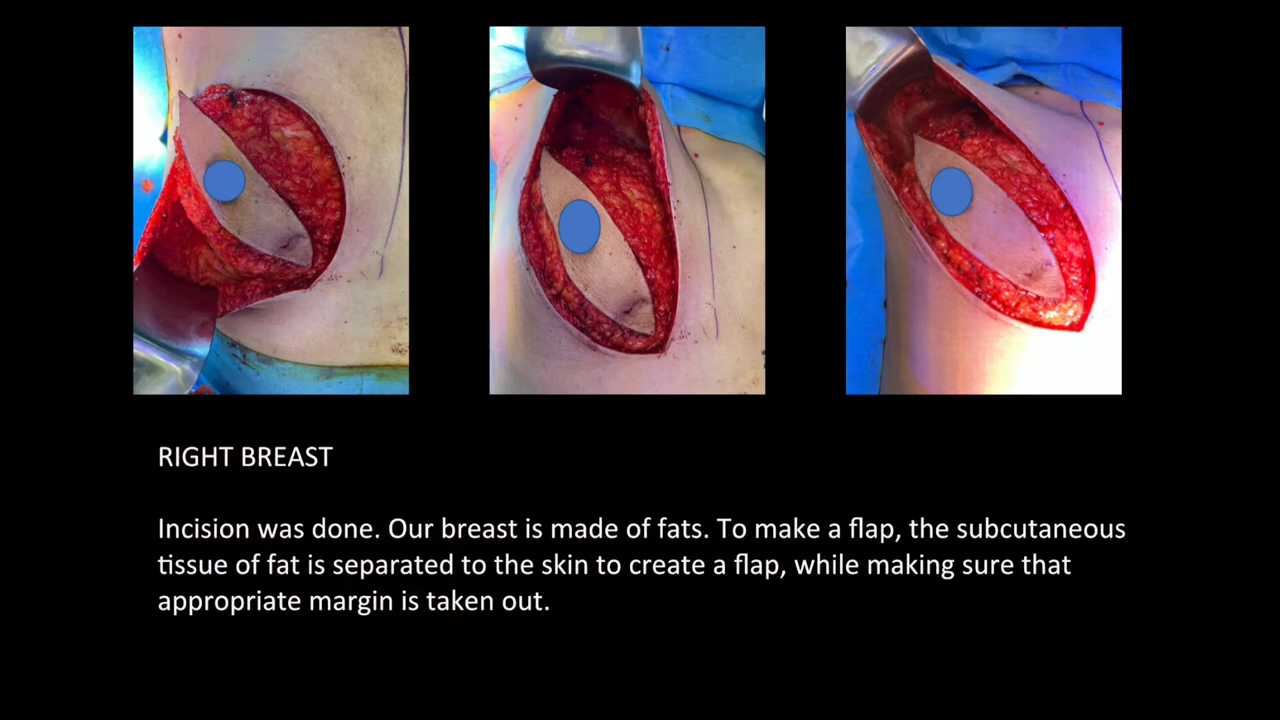 RIGHT BREAST
Incision was done. Our breast is made of fats. To make a flap, the subcutaneous
tissue of fat is separated to the skin to create a flap, while making sure that
appropriate margin is taken out.